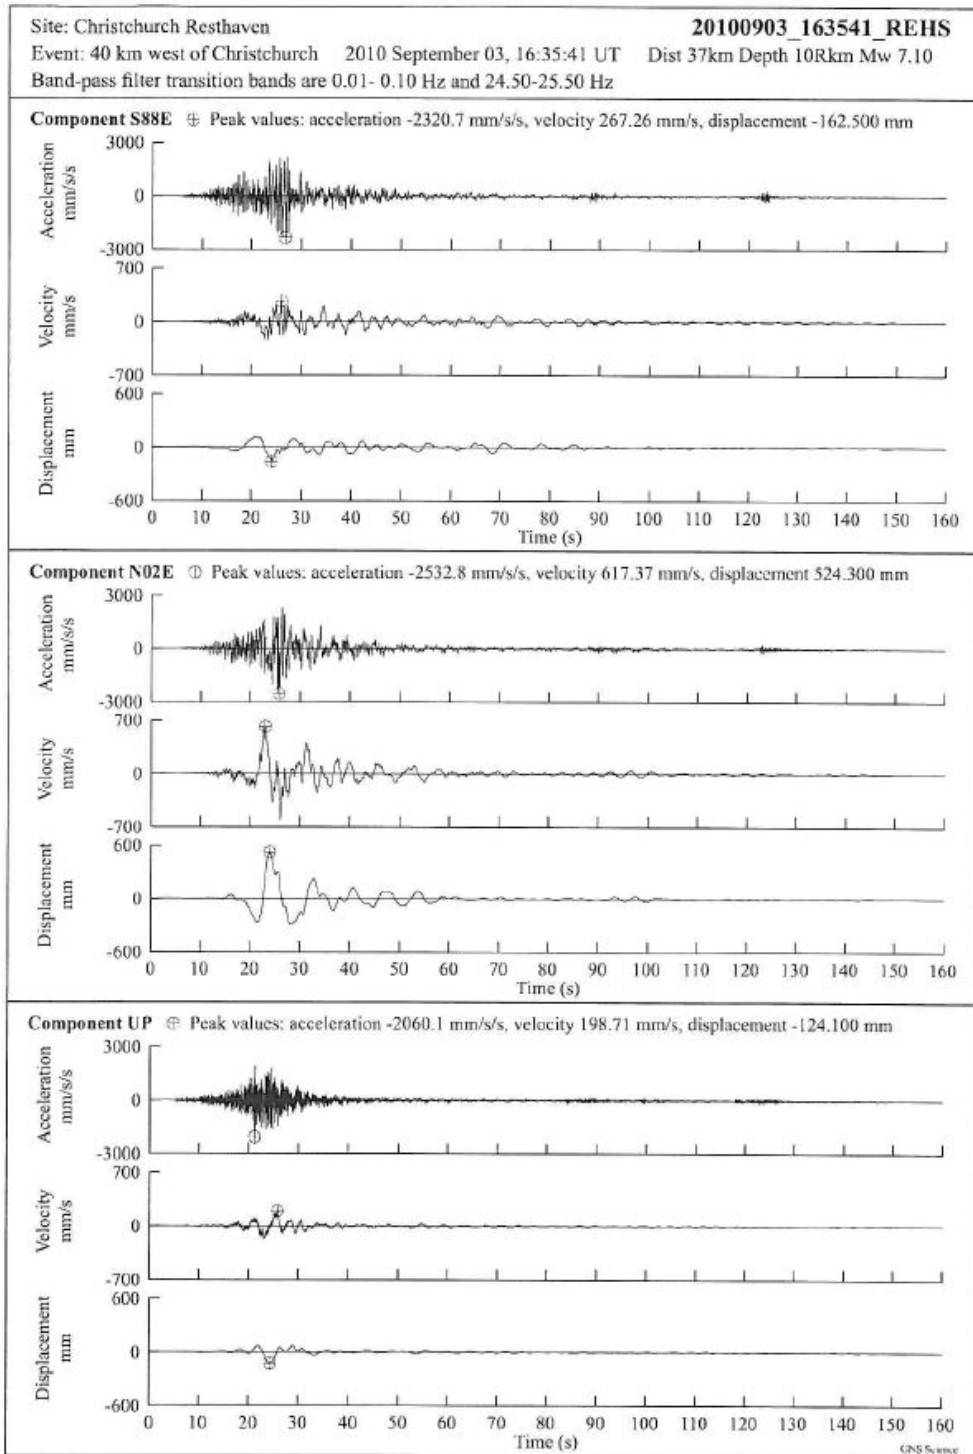 Site: Christchurch Resthaven
20100903_163541_REHS
Event: 40 km west of Christchurch 2010 September 03, 16:35:41 UT Dist 37km Depth 10Rkm Mw 7.10
Band-pass filter transition bands are 0.01- 0.10 Hz and 24.50-25.50 Hz
Component S88E ⊕ Peak values: acceleration -2320.7 mm/s/s, velocity 267.26 mm/s, displacement -162.500 mm
Acceleration
mm/s/s
3000
0
-3000
Velocity
mm/s
700
0
-700
Displacement
mm
600
0
-600
0 10 20 30 40 50 60 70 80 90 100 110 120 130 140 150 160
Time (s)
Component N02E ⊕ Peak values: acceleration -2532.8 mm/s/s, velocity 617.37 mm/s, displacement 524.300 mm
Acceleration
mm/s/s
3000
0
-3000
Velocity
mm/s
700
0
-700
Displacement
mm
600
0
-600
0 10 20 30 40 50 60 70 80 90 100 110 120 130 140 150 160
Time (s)
Component UP ⊕ Peak values: acceleration -2060.1 mm/s/s, velocity 198.71 mm/s, displacement -124.100 mm
Acceleration
mm/s/s
3000
0
-3000
Velocity
mm/s
700
0
-700
Displacement
mm
600
0
-600
0 10 20 30 40 50 60 70 80 90 100 110 120 130 140 150 160
Time (s)
GNS Science